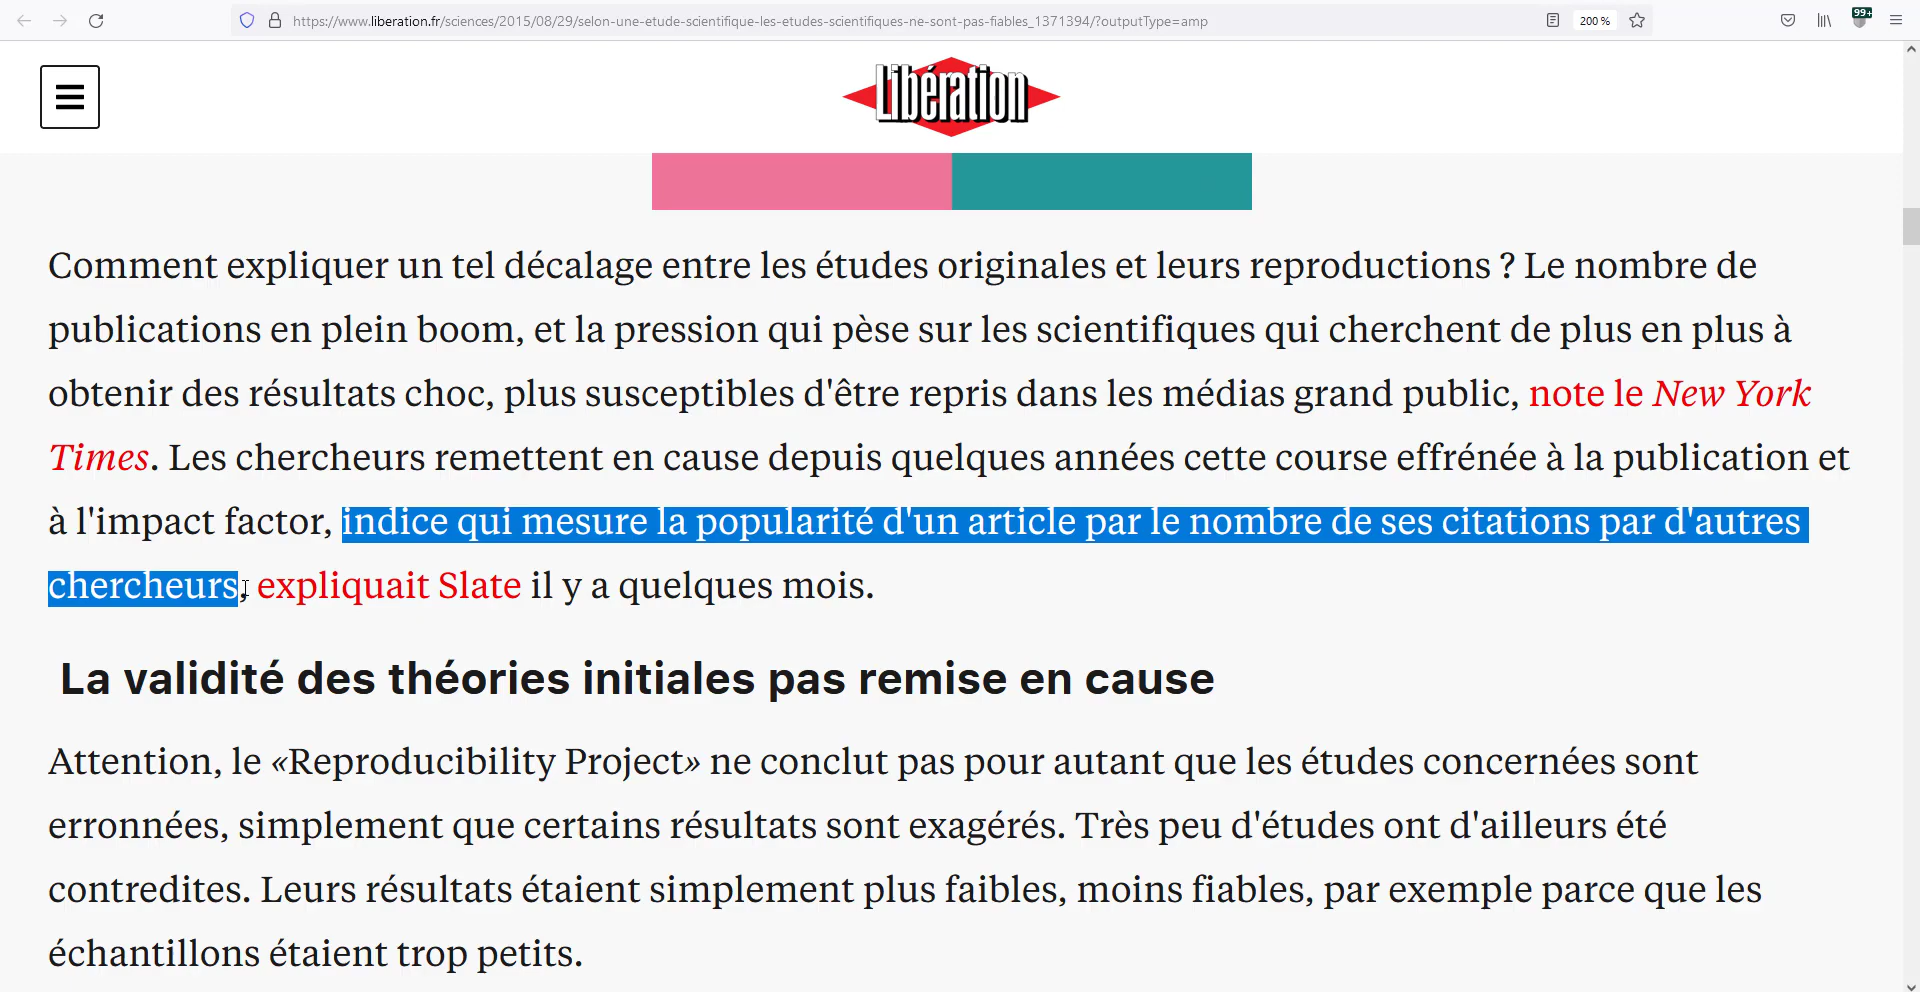 https://www.liberation.fr/sciences/2015/08/29/selon-une-etude-scientifique-les-etudes-scientifiques-ne-sont-pas-fiables_1371394/?outputType=amp
200 %
99+
Libération
Comment expliquer un tel décalage entre les études originales et leurs reproductions ? Le nombre de
publications en plein boom, et la pression qui pèse sur les scientifiques qui cherchent de plus en plus à
obtenir des résultats choc, plus susceptibles d'être repris dans les médias grand public, note le New York
Times. Les chercheurs remettent en cause depuis quelques années cette course effrénée à la publication et
à l'impact factor, indice qui mesure la popularité d'un article par le nombre de ses citations par d'autres
chercheurs, expliquait Slate il y a quelques mois.
La validité des théories initiales pas remise en cause
Attention, le «Reproducibility Project» ne conclut pas pour autant que les études concernées sont
erronnées, simplement que certains résultats sont exagérés. Très peu d'études ont d'ailleurs été
contredites. Leurs résultats étaient simplement plus faibles, moins fiables, par exemple parce que les
échantillons étaient trop petits.